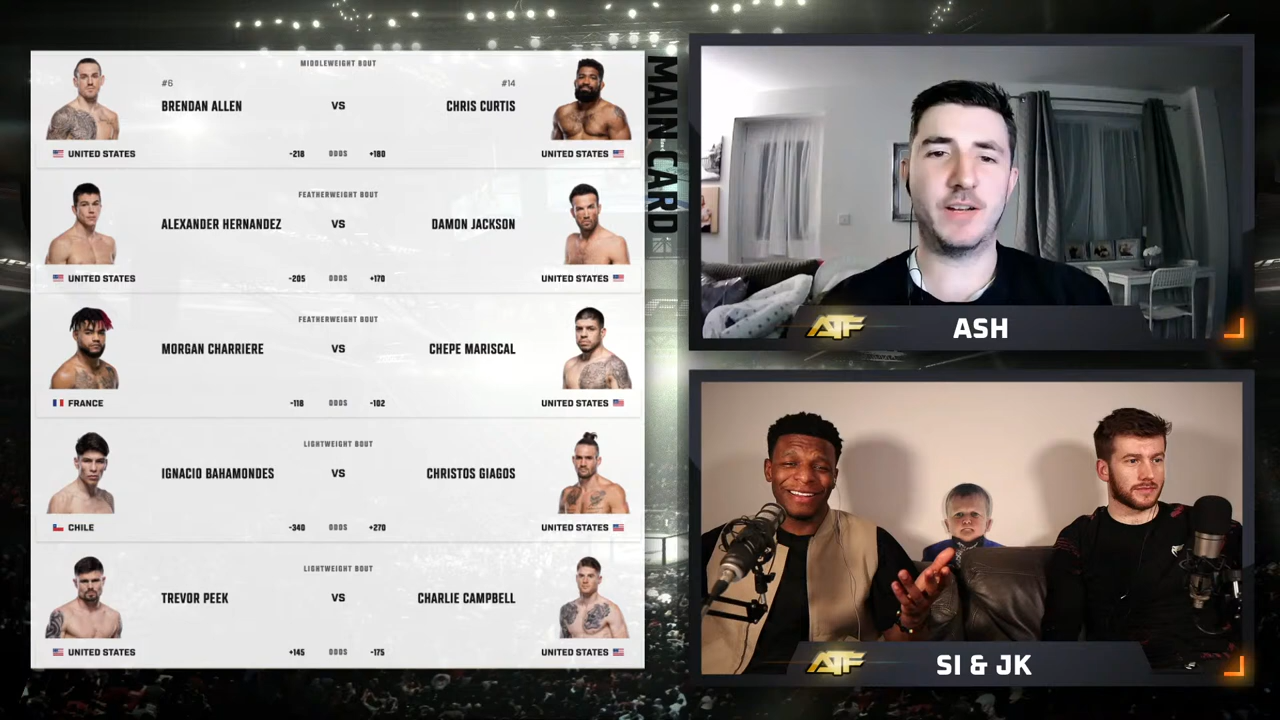 MIDDLEWEIGHT BOUT
#6
#14
BRENDAN ALLEN VS CHRIS CURTIS
UNITED STATES -218 ODDS +180 UNITED STATES
FEATHERWEIGHT BOUT
ALEXANDER HERNANDEZ VS DAMON JACKSON
UNITED STATES -205 ODDS +170 UNITED STATES
FEATHERWEIGHT BOUT
MORGAN CHARRIERE VS CHEPE MARISCAL
FRANCE -118 ODDS -102 UNITED STATES
LIGHTWEIGHT BOUT
IGNACIO BAHAMONDES VS CHRISTOS GIAGOS
CHILE -340 ODDS +270 UNITED STATES
LIGHTWEIGHT BOUT
TREVOR PEEK VS CHARLIE CAMPBELL
UNITED STATES +145 ODDS -175 UNITED STATES
MAIN CARD
ATF ASH
ATF SI & JK